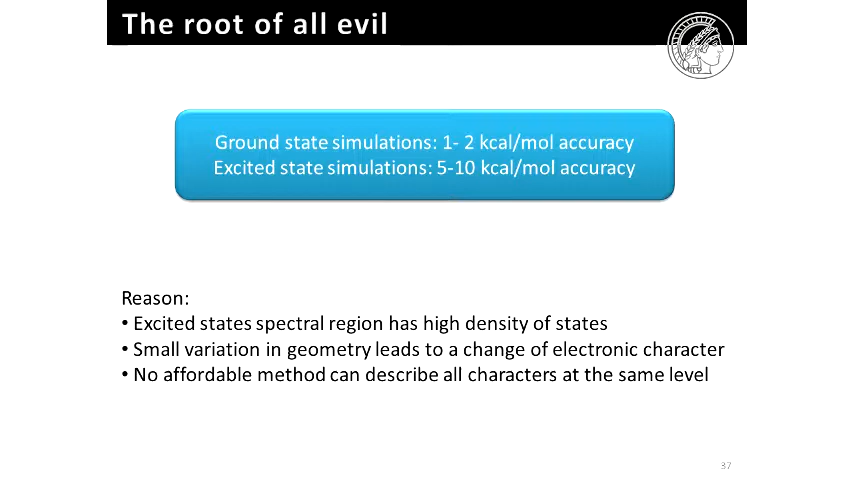 The root of all evil
Ground state simulations: 1- 2 kcal/mol accuracy
Excited state simulations: 5-10 kcal/mol accuracy
Reason:
• Excited states spectral region has high density of states
• Small variation in geometry leads to a change of electronic character
• No affordable method can describe all characters at the same level
37